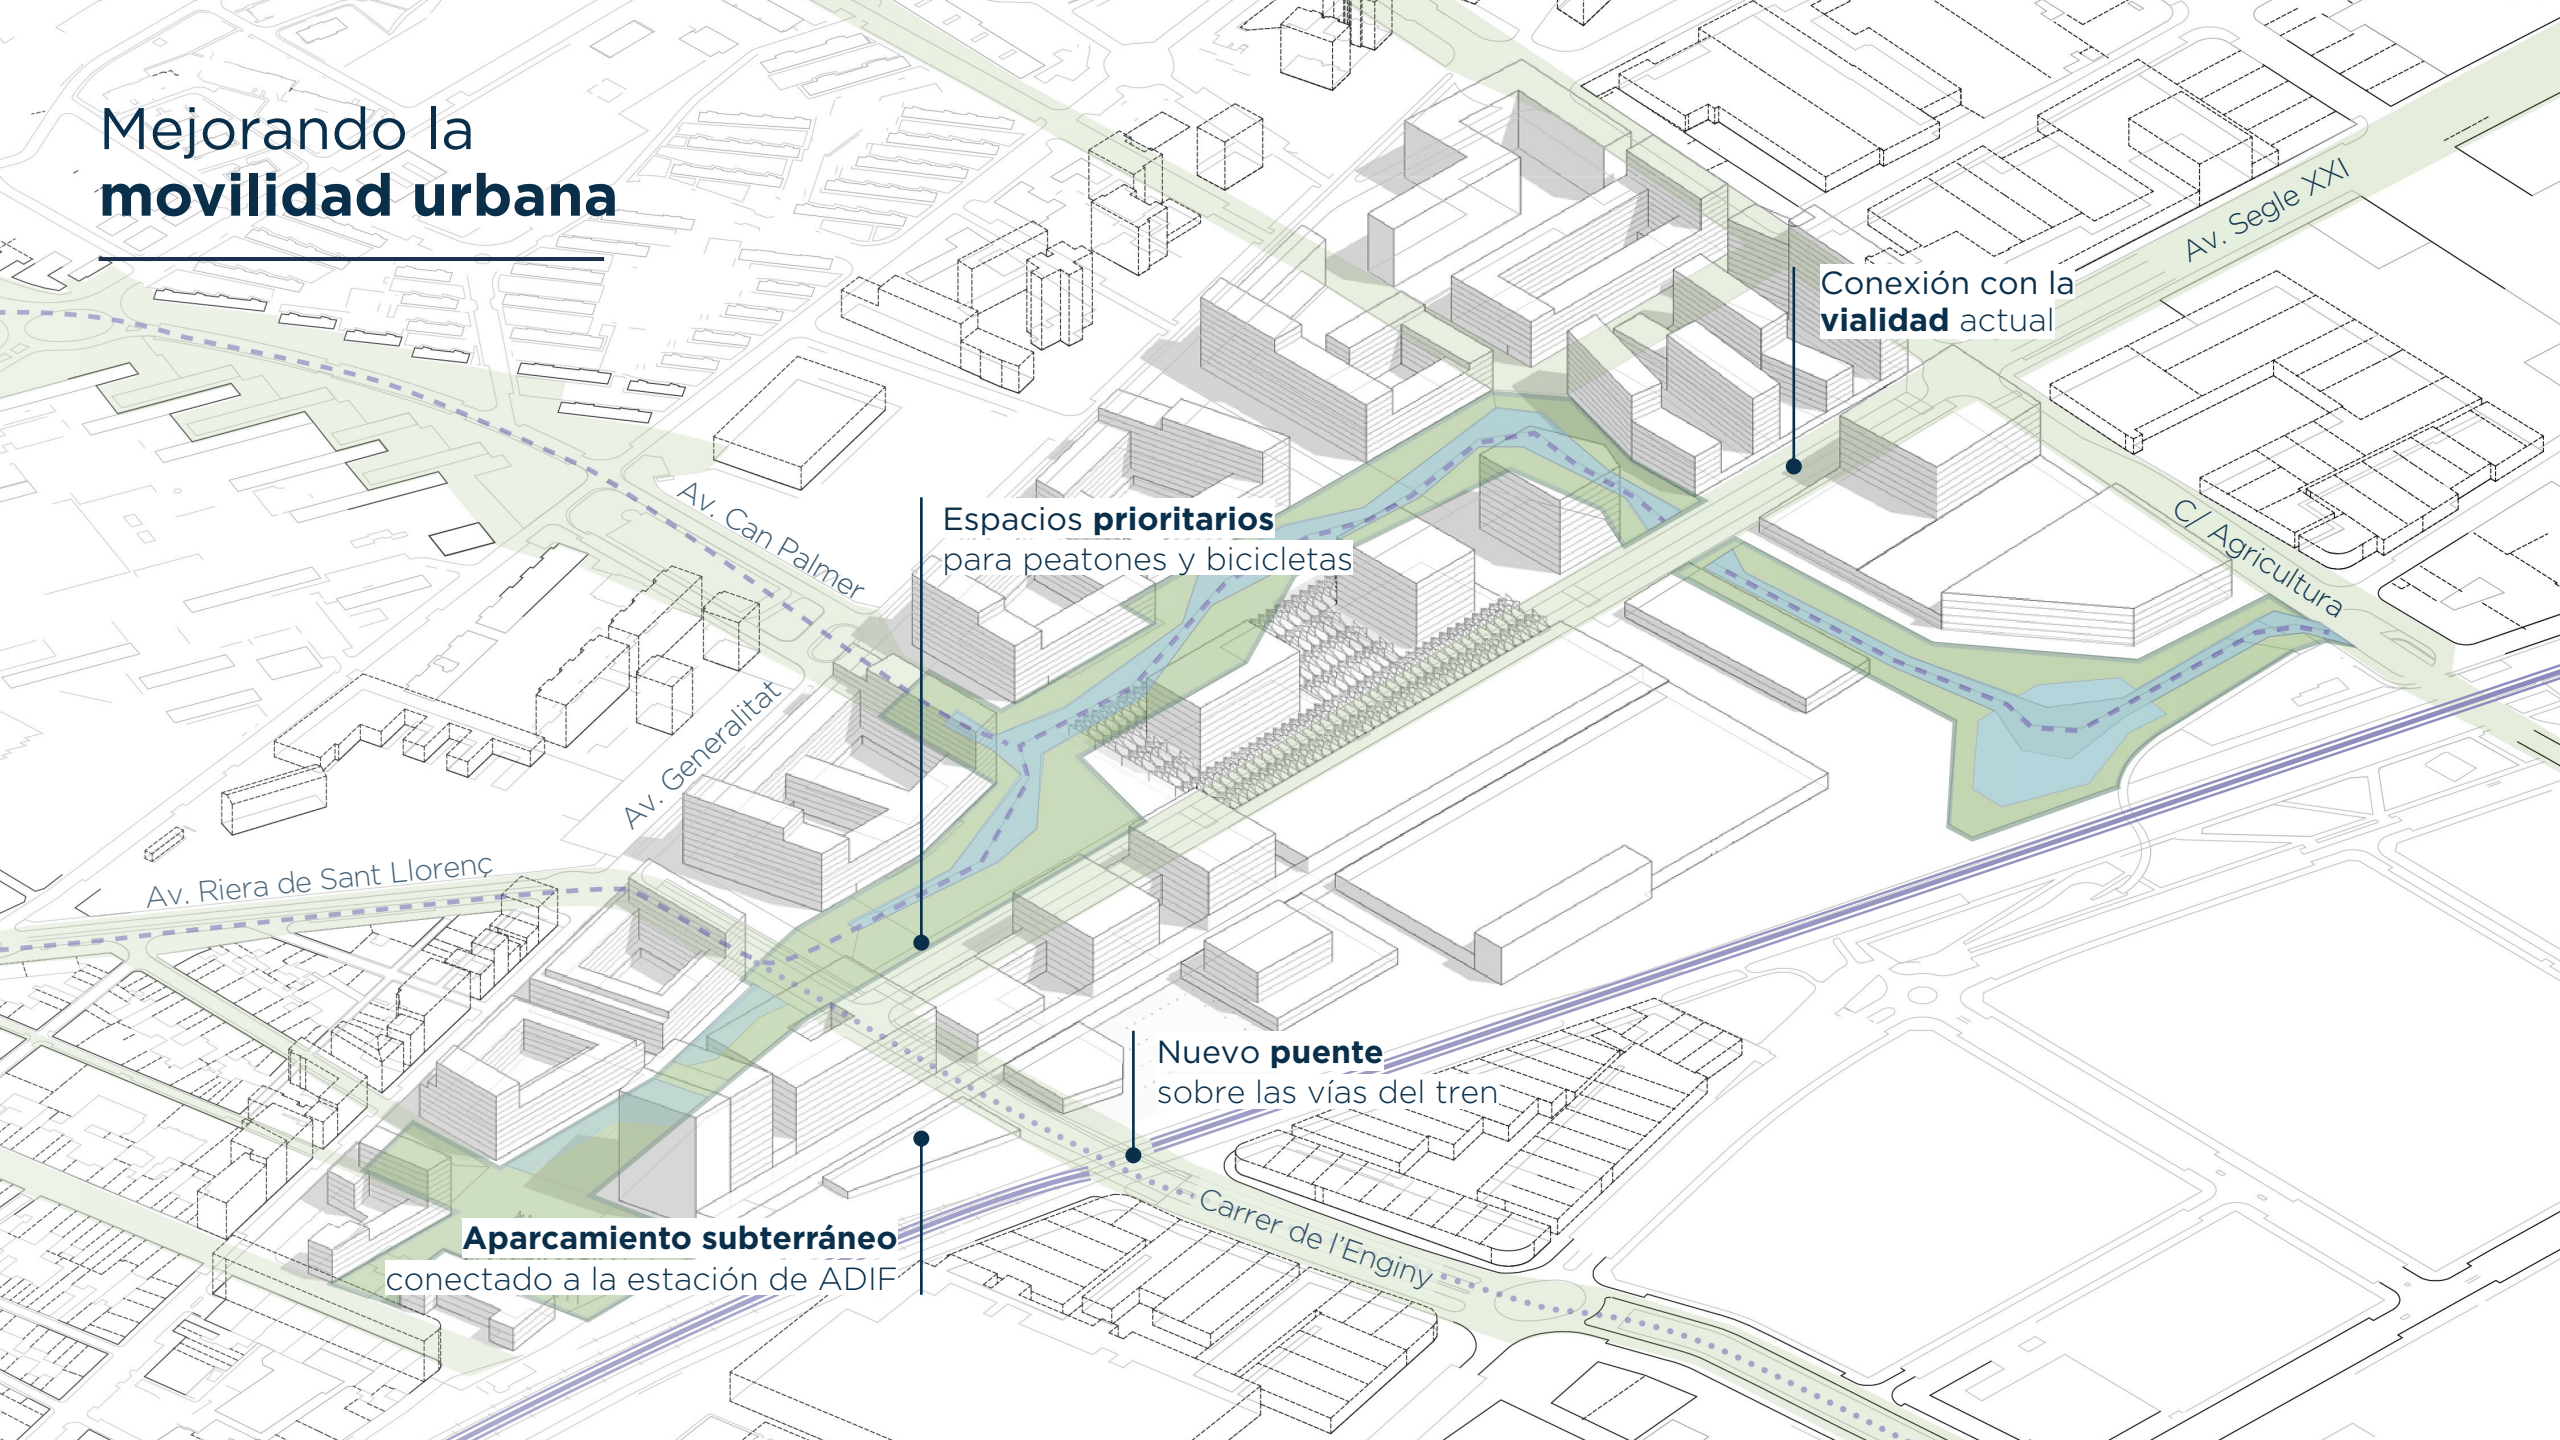 Mejorando la
movilidad urbana
Av. Segle XXI
Conexión con la
vialidad actual
Av. Can Palmer
Espacios prioritarios
para peatones y bicicletas
C/ Agricultura
Av. Generalitat
Av. Riera de Sant Llorenç
Nuevo puente
sobre las vías del tren
Carrer de l'Enginy
Aparcamiento subterráneo
conectado a la estación de ADIF